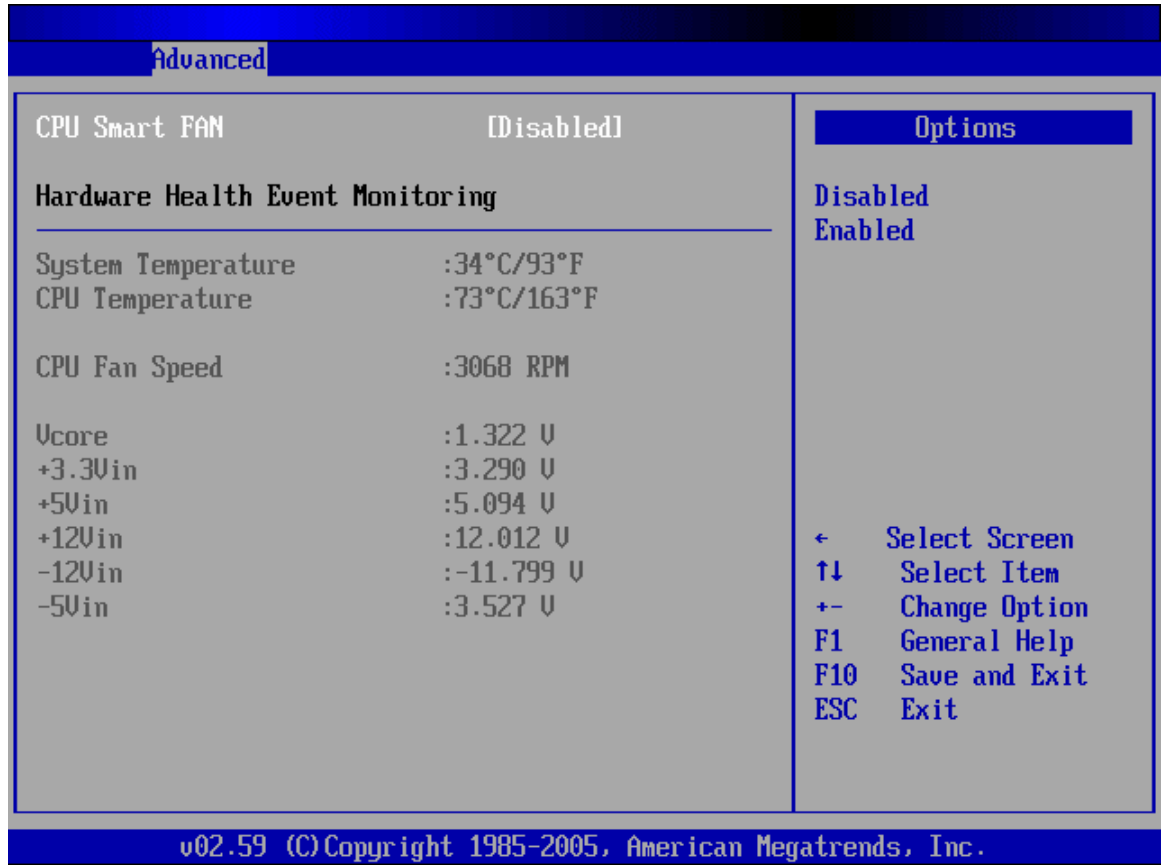 Advanced
CPU Smart FAN [Disabled]
Hardware Health Event Monitoring
System Temperature :34°C/93°F
CPU Temperature :73°C/163°F
CPU Fan Speed :3068 RPM
Vcore :1.322 V
+3.3Vin :3.290 V
+5Vin :5.094 V
+12Vin :12.012 V
-12Vin :-11.799 V
-5Vin :3.527 V
Options
Disabled
Enabled
← Select Screen
↑↓ Select Item
+- Change Option
F1 General Help
F10 Save and Exit
ESC Exit
v02.59 (C)Copyright 1985-2005, American Megatrends, Inc.